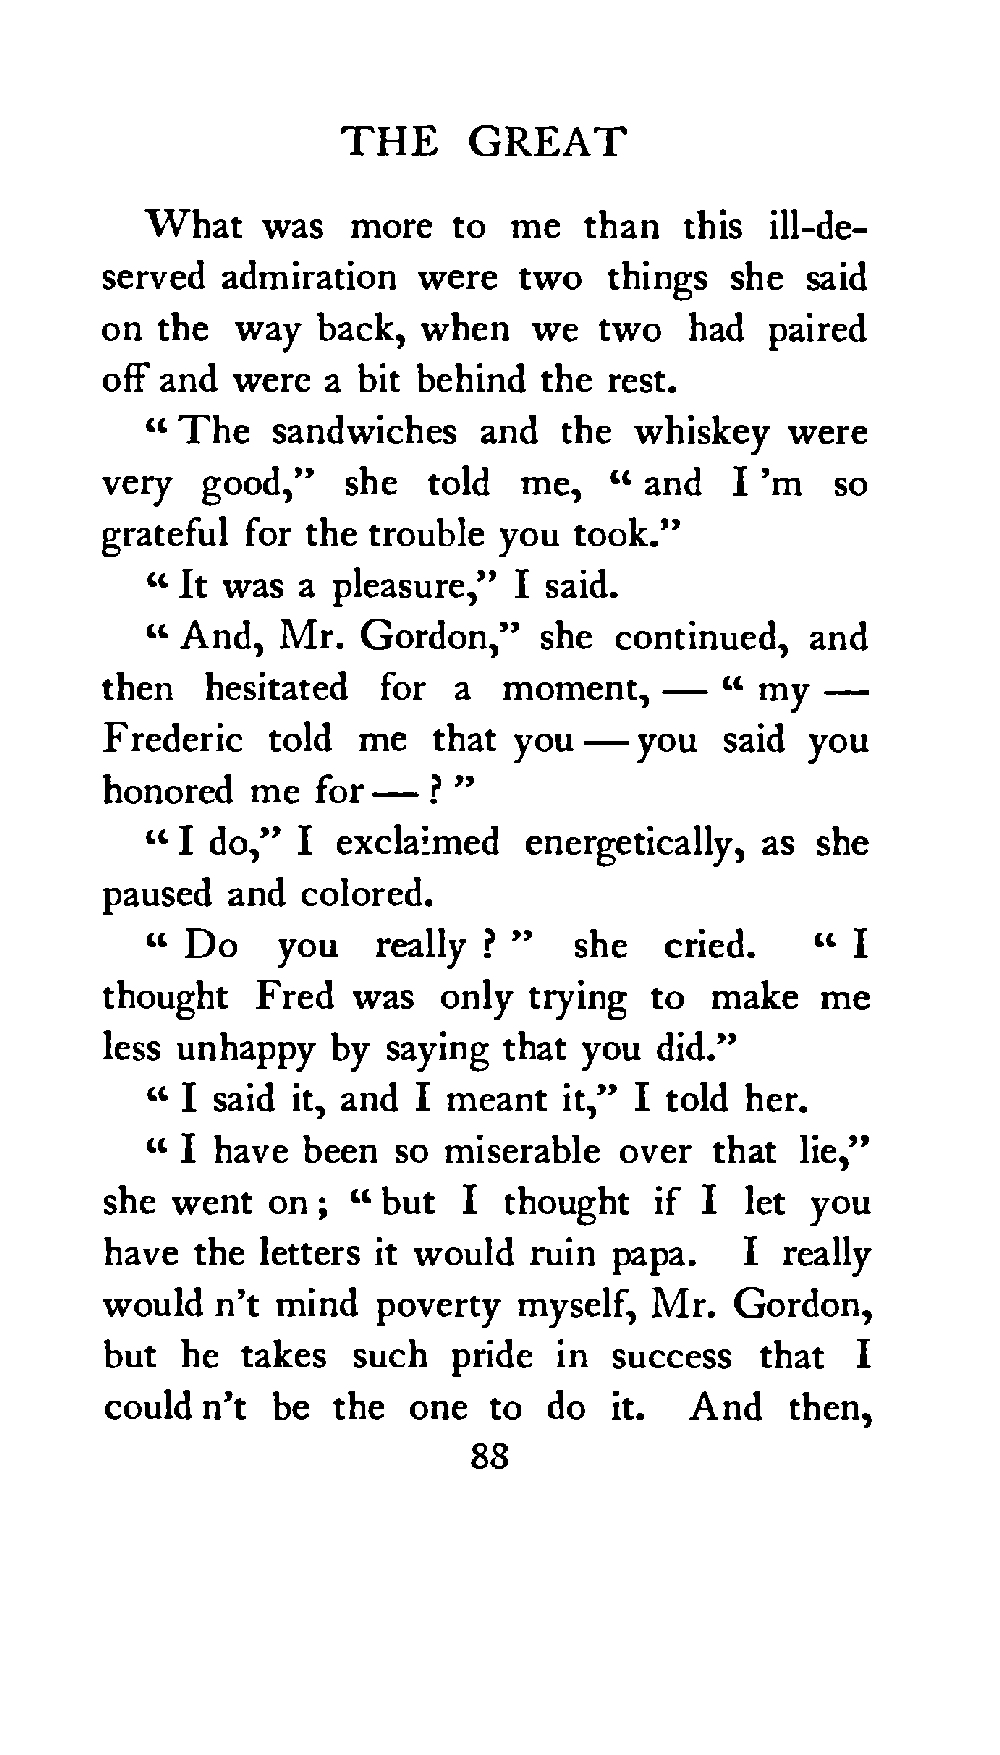 THE GREAT
What was more to me than this ill-de-
served admiration were two things she said
on the way back, when we two had paired
off and were a bit behind the rest.
“ The sandwiches and the whiskey were
very good,” she told me, “ and I ’m so
grateful for the trouble you took.”
“ It was a pleasure,” I said.
“ And, Mr. Gordon,” she continued, and
then hesitated for a moment, — “ my —
Frederic told me that you — you said you
honored me for — ? ”
“ I do,” I exclaimed energetically, as she
paused and colored.
“ Do you really ? ” she cried. “ I
thought Fred was only trying to make me
less unhappy by saying that you did.”
“ I said it, and I meant it,” I told her.
“ I have been so miserable over that lie,”
she went on ; “ but I thought if I let you
have the letters it would ruin papa. I really
would n’t mind poverty myself, Mr. Gordon,
but he takes such pride in success that I
could n’t be the one to do it. And then,
88